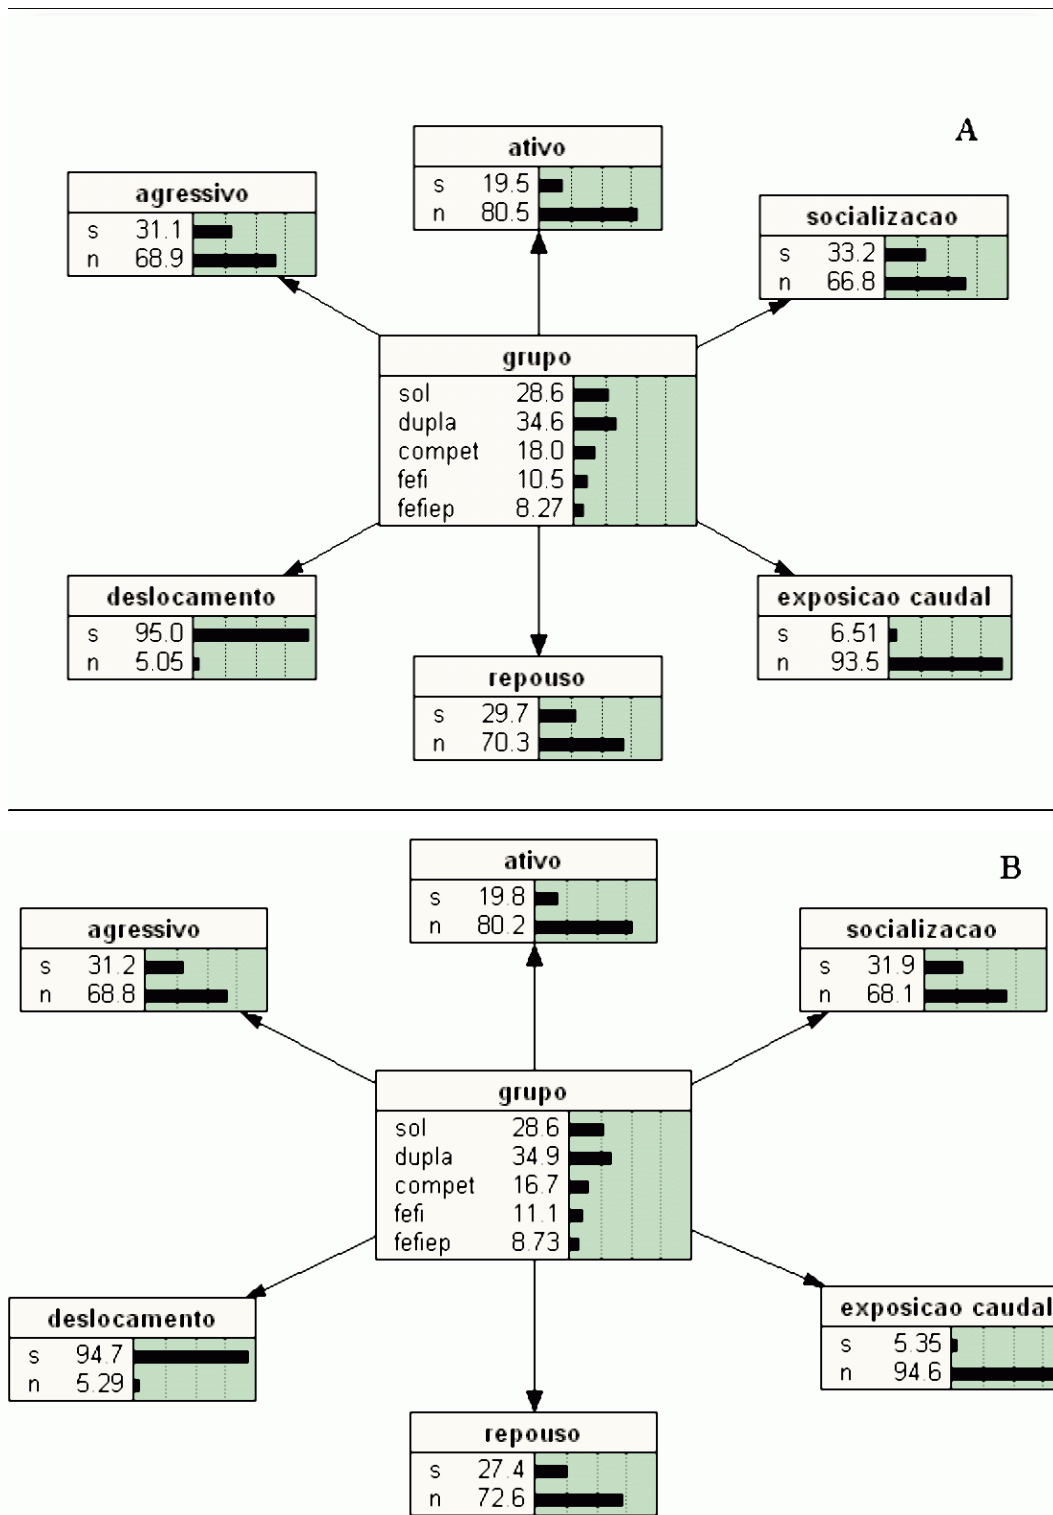 A
ativo
s 19.5
n 80.5
agressivo
s 31.1
n 68.9
socializacao
s 33.2
n 66.8
grupo
sol 28.6
dupla 34.6
compet 18.0
fefi 10.5
fefiep 8.27
deslocamento
s 95.0
n 5.05
exposicao caudal
s 6.51
n 93.5
repouso
s 29.7
n 70.3
B
ativo
s 19.8
n 80.2
agressivo
s 31.2
n 68.8
socializacao
s 31.9
n 68.1
grupo
sol 28.6
dupla 34.9
compet 16.7
fefi 11.1
fefiep 8.73
deslocamento
s 94.7
n 5.29
exposicao caudal
s 5.35
n 94.6
repouso
s 27.4
n 72.6